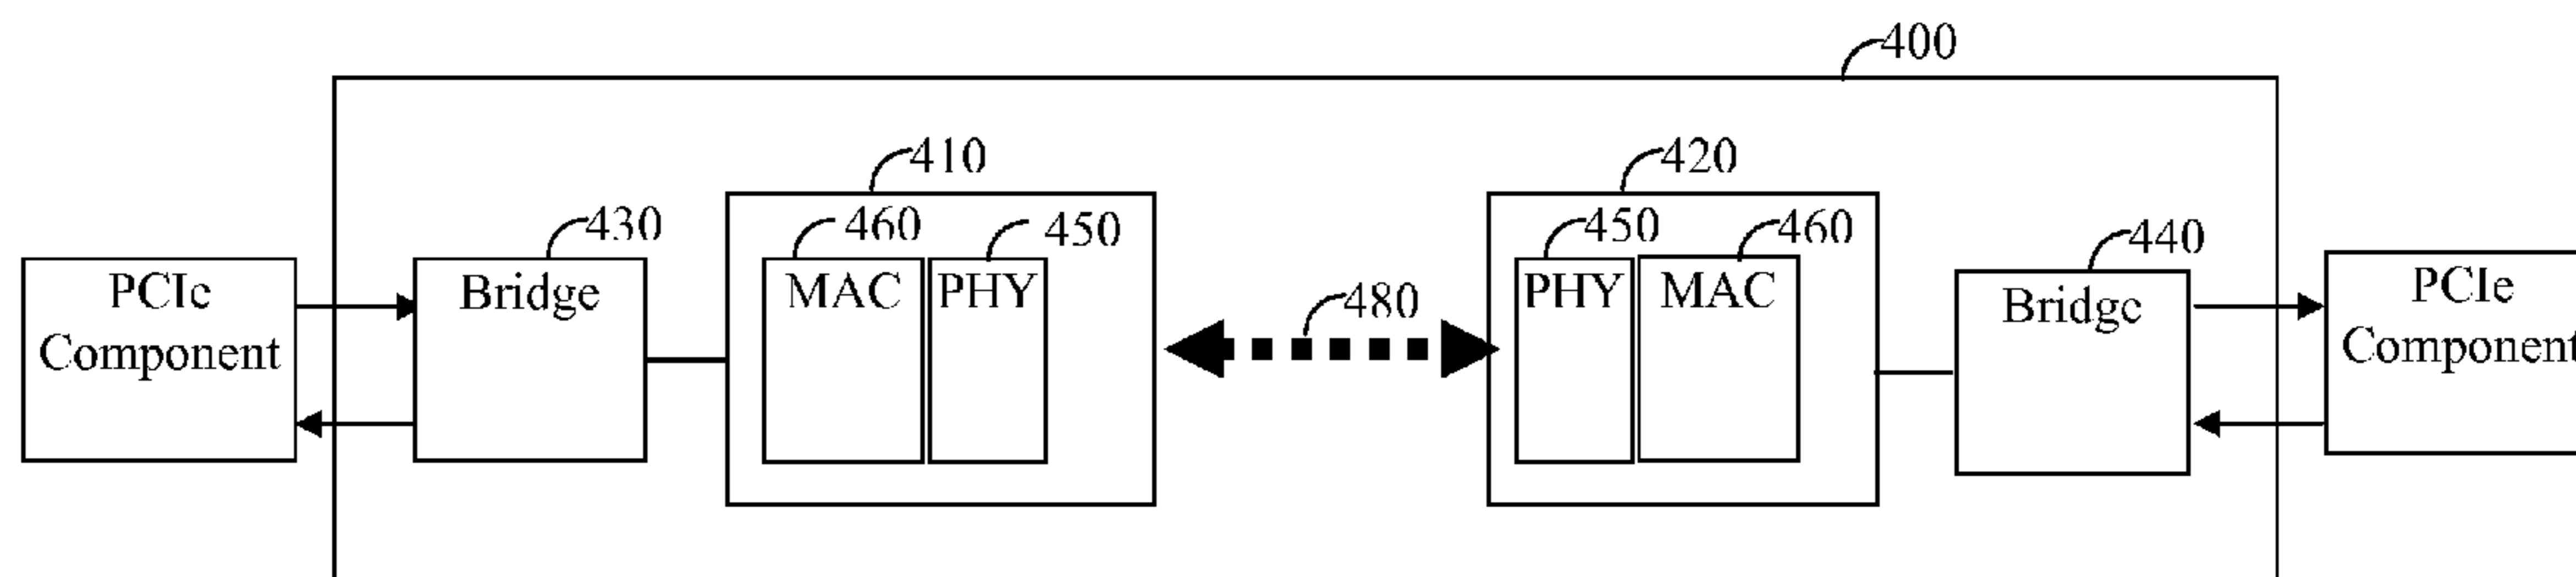 400
410
420
430
460
450
450
460
440
480
PCIe
Component
Bridge
MAC
PHY
PHY
MAC
Bridge
PCIe
Component